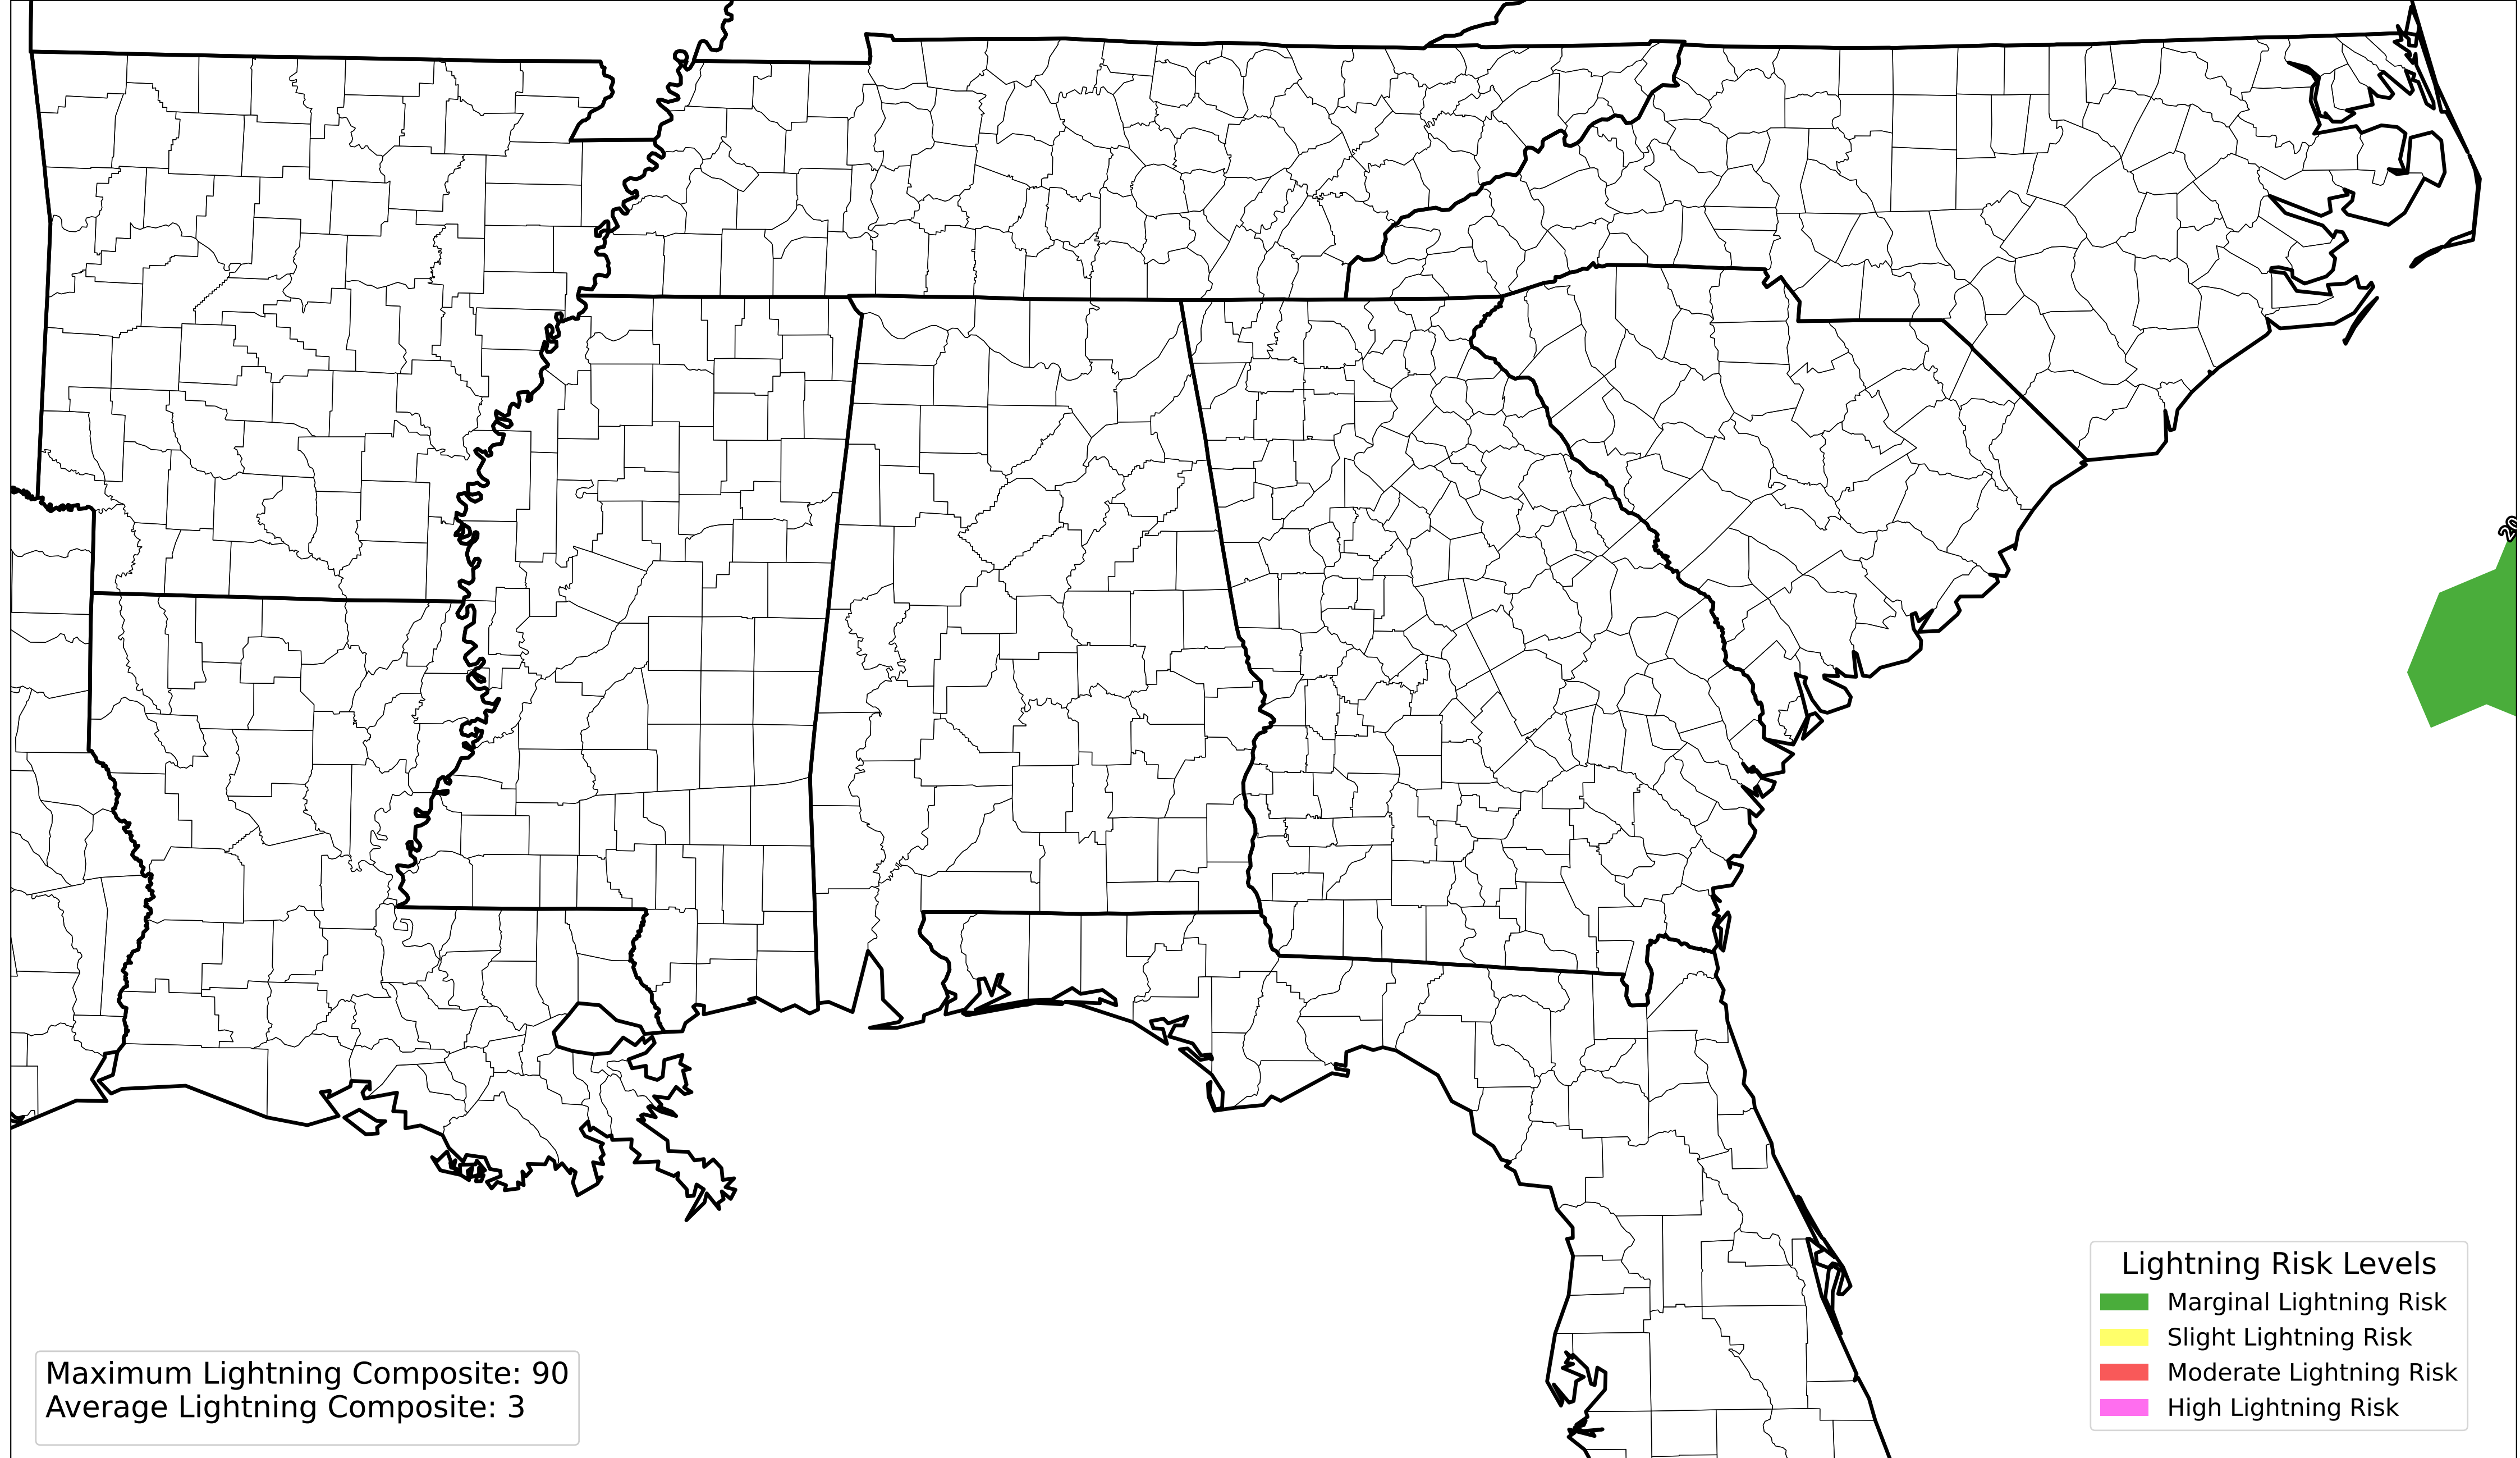 20
Lightning Risk Levels
Marginal Lightning Risk
Slight Lightning Risk
Moderate Lightning Risk
High Lightning Risk
Maximum Lightning Composite: 90
Average Lightning Composite: 3